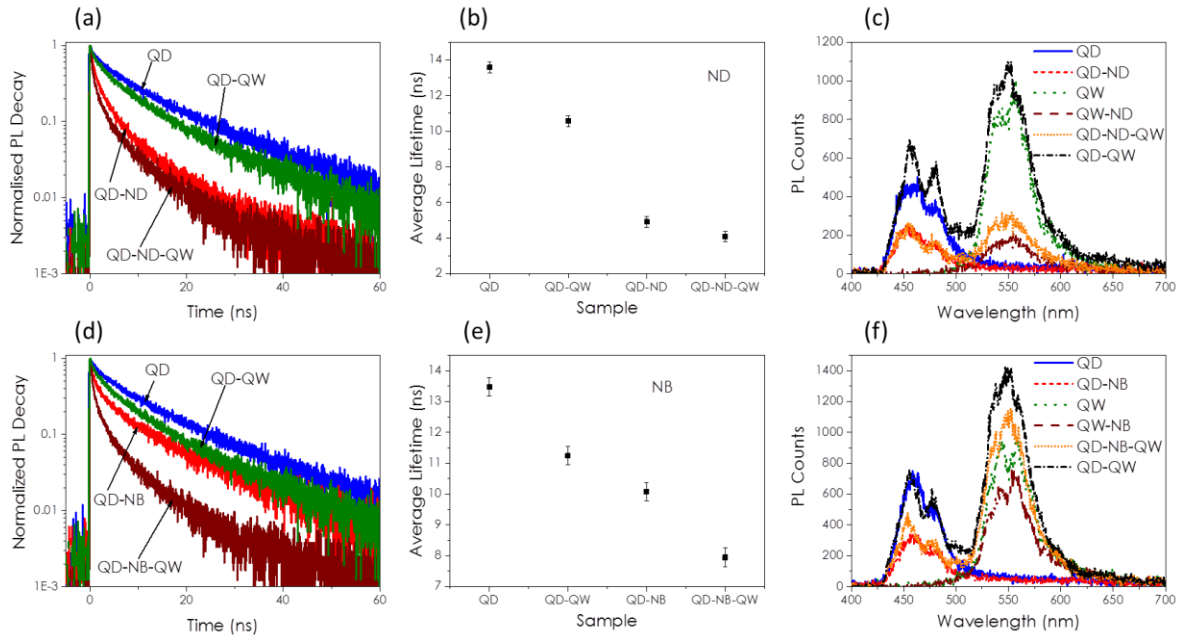 (a)
Normalised PL Decay
1
0.1
0.01
1E-3
QD
QD-QW
QD-ND
QD-ND-QW
0 20 40 60
Time (ns)
(b)
Average Lifetime (ns)
14
12
10
8
6
4
2
ND
QD QD-QW QD-ND QD-ND-QW
Sample
(c)
PL Counts
1200
1000
800
600
400
200
0
QD
QD-ND
QW
QW-ND
QD-ND-QW
QD-QW
400 450 500 550 600 650 700
Wavelength (nm)
(d)
Normalized PL Decay
1
0.1
0.01
1E-3
QD
QD-QW
QD-NB
QD-NB-QW
0 20 40 60
Time (ns)
(e)
Average Lifetime (ns)
14
13
12
11
10
9
8
7
NB
QD QD-QW QD-NB QD-NB-QW
Sample
(f)
PL Counts
1400
1200
1000
800
600
400
200
0
QD
QD-NB
QW
QW-NB
QD-NB-QW
QD-QW
400 450 500 550 600 650 700
Wavelength (nm)